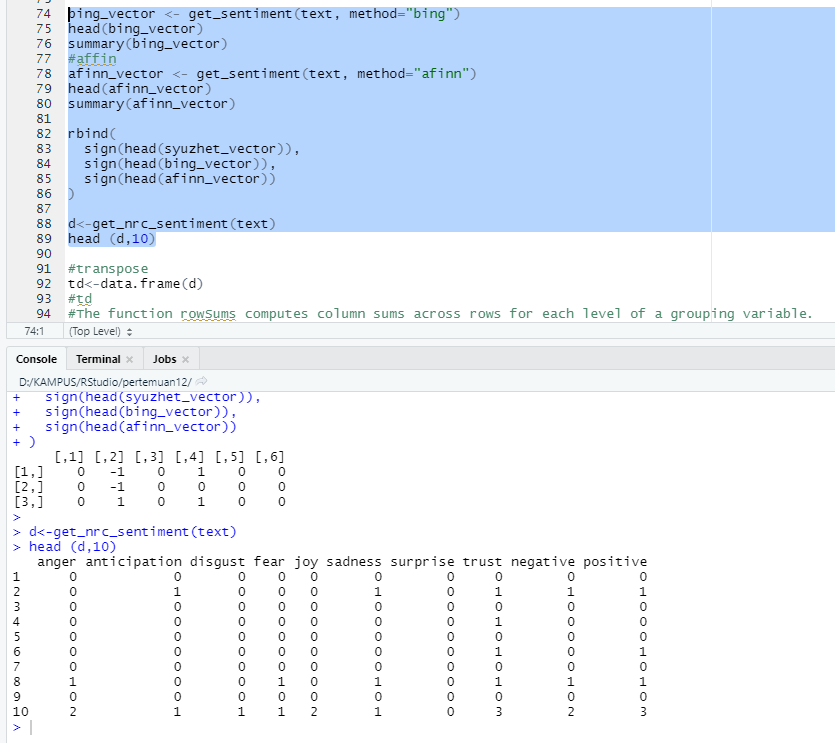 74 bing_vector <- get_sentiment(text, method="bing")
75 head(bing_vector)
76 summary(bing_vector)
77 #affin
78 afinn_vector <- get_sentiment(text, method="afinn")
79 head(afinn_vector)
80 summary(afinn_vector)
81
82 rbind(
83   sign(head(syuzhet_vector)),
84   sign(head(bing_vector)),
85   sign(head(afinn_vector))
86 )
87
88 d<-get_nrc_sentiment(text)
89 head (d,10)
90
91 #transpose
92 td<-data.frame(d)
93 #td
94 #The function rowSums computes column sums across rows for each level of a grouping variable.
74:1 (Top Level)
Console Terminal Jobs
D:/KAMPUS/RStudio/pertemuan12/
+   sign(head(syuzhet_vector)),
+   sign(head(bing_vector)),
+   sign(head(afinn_vector))
+ )
     [,1] [,2] [,3] [,4] [,5] [,6]
[1,]    0   -1    0    1    0    0
[2,]    0   -1    0    0    0    0
[3,]    0    1    0    1    0    0
>
> d<-get_nrc_sentiment(text)
> head (d,10)
   anger anticipation disgust fear joy sadness surprise trust negative positive
1      0            0       0    0   0       0        0     0        0        0
2      0            1       0    0   0       1        0     1        1        1
3      0            0       0    0   0       0        0     0        0        0
4      0            0       0    0   0       0        0     1        0        0
5      0            0       0    0   0       0        0     0        0        0
6      0            0       0    0   0       0        0     1        0        1
7      0            0       0    0   0       0        0     0        0        0
8      1            0       0    1   0       1        0     1        1        1
9      0            0       0    0   0       0        0     0        0        0
10     2            1       1    1   2       1        0     3        2        3
>